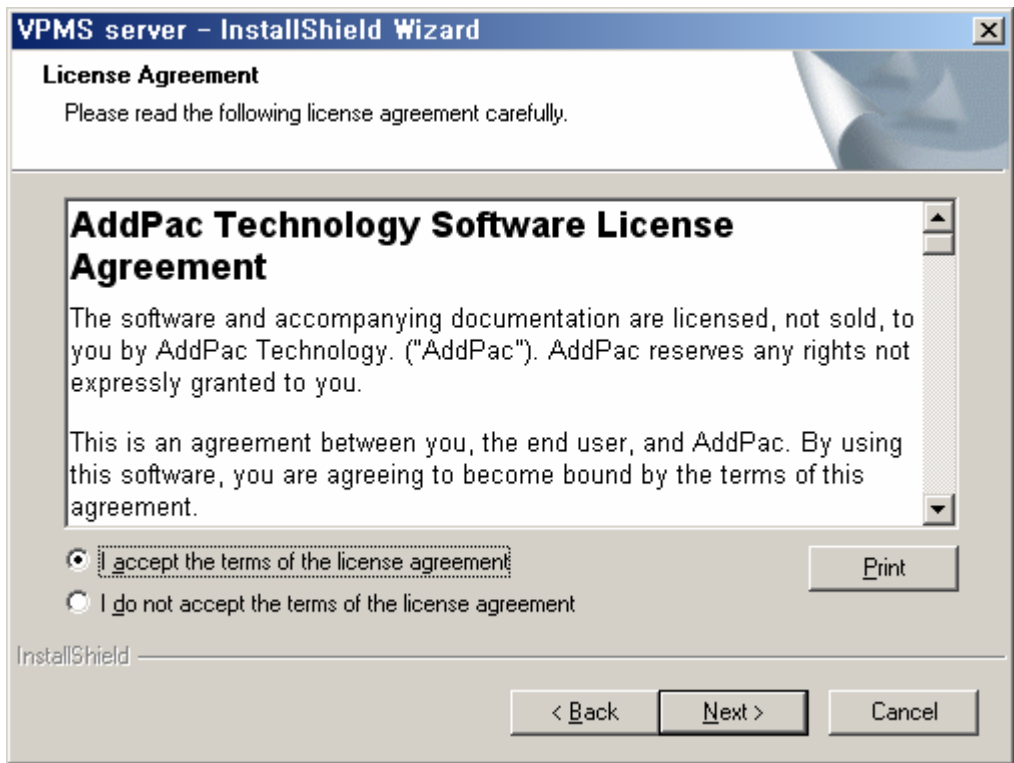 VPMS server - InstallShield Wizard
License Agreement
Please read the following license agreement carefully.
AddPac Technology Software License
Agreement
The software and accompanying documentation are licensed, not sold, to
you by AddPac Technology. ("AddPac"). AddPac reserves any rights not
expressly granted to you.
This is an agreement between you, the end user, and AddPac. By using
this software, you are agreeing to become bound by the terms of this
agreement.
I accept the terms of the license agreement
Print
I do not accept the terms of the license agreement
InstallShield
< Back
Next >
Cancel